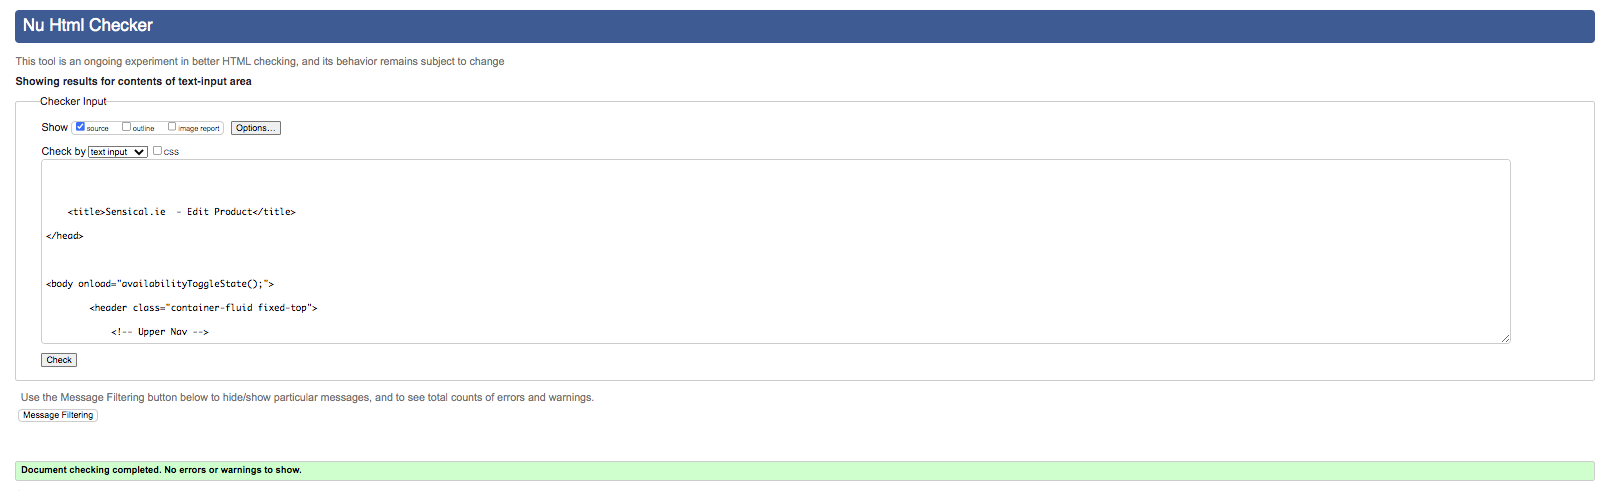 Nu Html Checker
This tool is an ongoing experiment in better HTML checking, and its behavior remains subject to change
Showing results for contents of text-input area
Checker Input
Show source outline image report Options...
Check by text input css
<title>Sensical.ie  - Edit Product</title>
</head>
<body onload="availabilityToggleState();">
<header class="container-fluid fixed-top">
<!-- Upper Nav -->
Check
Use the Message Filtering button below to hide/show particular messages, and to see total counts of errors and warnings.
Message Filtering
Document checking completed. No errors or warnings to show.